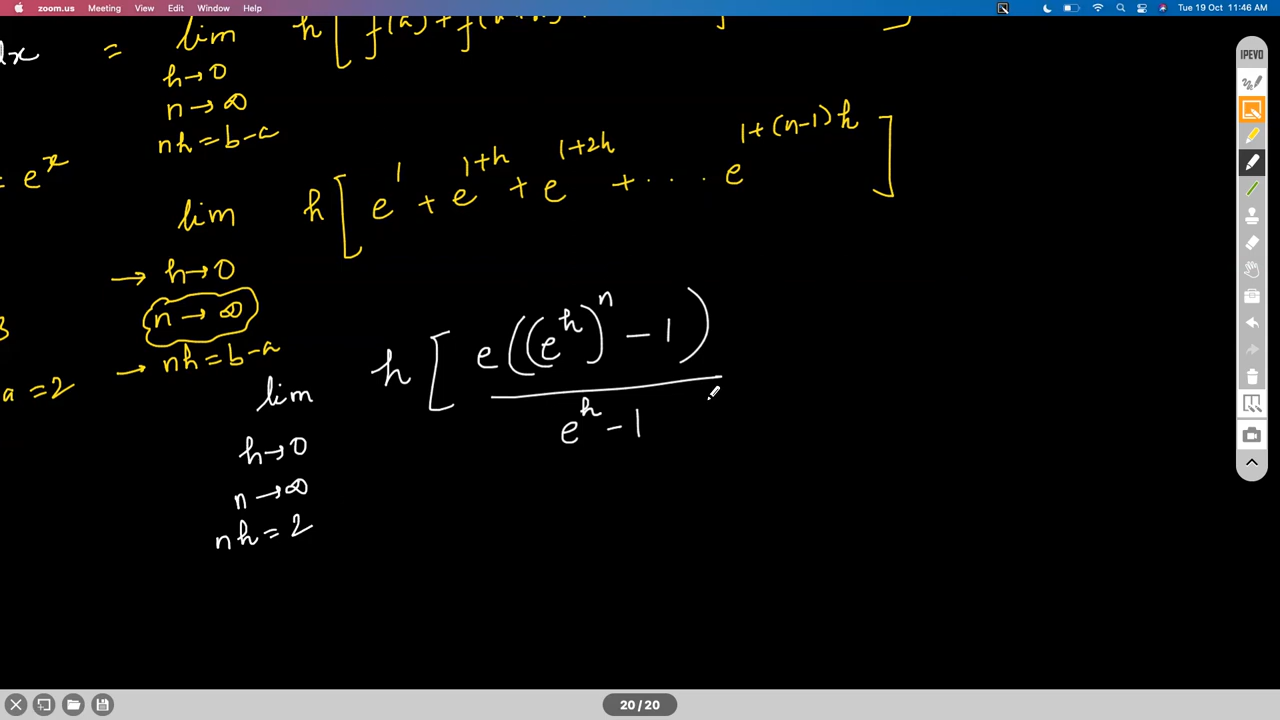 zoom.us Meeting View Edit Window Help Tue 19 Oct 11:46 AM
IPEVO
dx = lim h[ f(a) + f(
h→0
n→∞
nh = b-a
= e^x
lim h[ e^1 + e^{1+h} + e^{1+2h} + . . . . e^{1+(n-1)h} ]
→ h→0
n → ∞
→ nh = b-a
a = 2
lim h [ e((e^h)^n - 1) / e^h - 1
h→0
n→∞
nh = 2
20 / 20